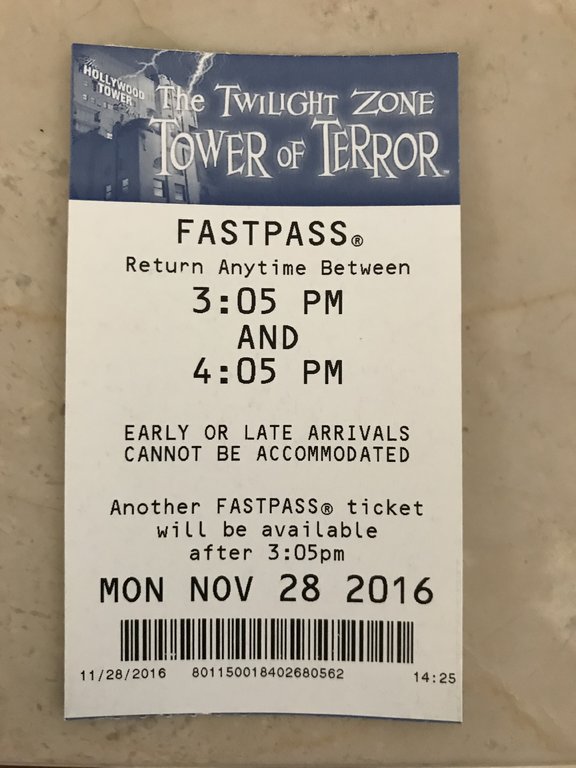 The HOLLYWOOD TOWER
The TWILIGHT ZONE
TOWER OF TERROR™
FASTPASS®
Return Anytime Between
3:05 PM
AND
4:05 PM
EARLY OR LATE ARRIVALS
CANNOT BE ACCOMMODATED
Another FASTPASS® ticket
will be available
after 3:05pm
MON NOV 28 2016
11/28/2016 801150018402680562 14:25